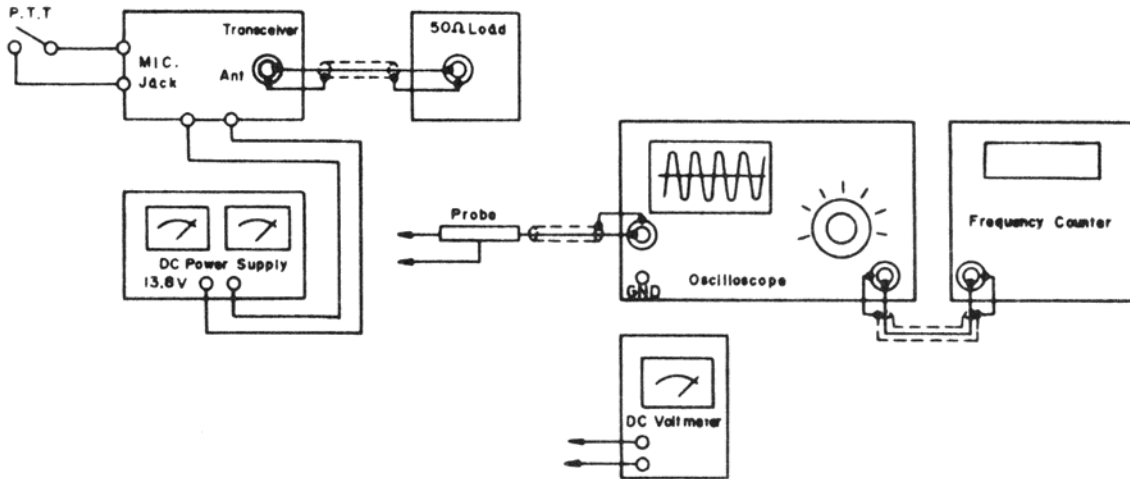 P.T.T
Transceiver
MIC.
Jack
Ant
50Ω Load
DC Power Supply
13.8V
Probe
GND
Oscilloscope
Frequency Counter
DC Voltmeter